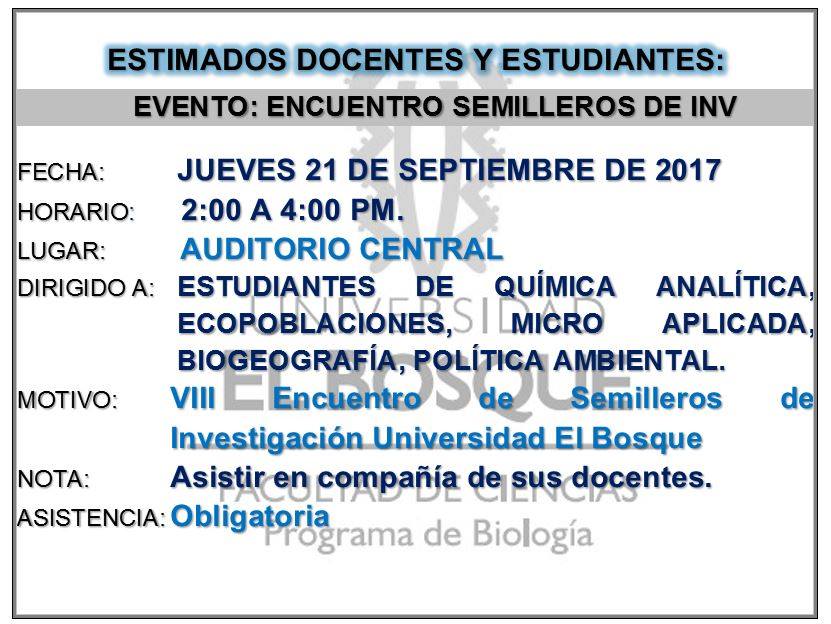 ESTIMADOS DOCENTES Y ESTUDIANTES:
EVENTO: ENCUENTRO SEMILLEROS DE INV
FECHA: JUEVES 21 DE SEPTIEMBRE DE 2017
HORARIO: 2:00 A 4:00 PM.
LUGAR: AUDITORIO CENTRAL
DIRIGIDO A: ESTUDIANTES DE QUÍMICA ANALÍTICA,
UNIVERSIDAD
ECOPOBLACIONES, MICRO APLICADA,
BIOGEOGRAFÍA, POLÍTICA AMBIENTAL.
EL BOSQUE
MOTIVO: VIII Encuentro de Semilleros de
Investigación Universidad El Bosque
NOTA: Asistir en compañía de sus docentes.
FACULTAD DE CIENCIAS
ASISTENCIA: Obligatoria
Programa de Biología